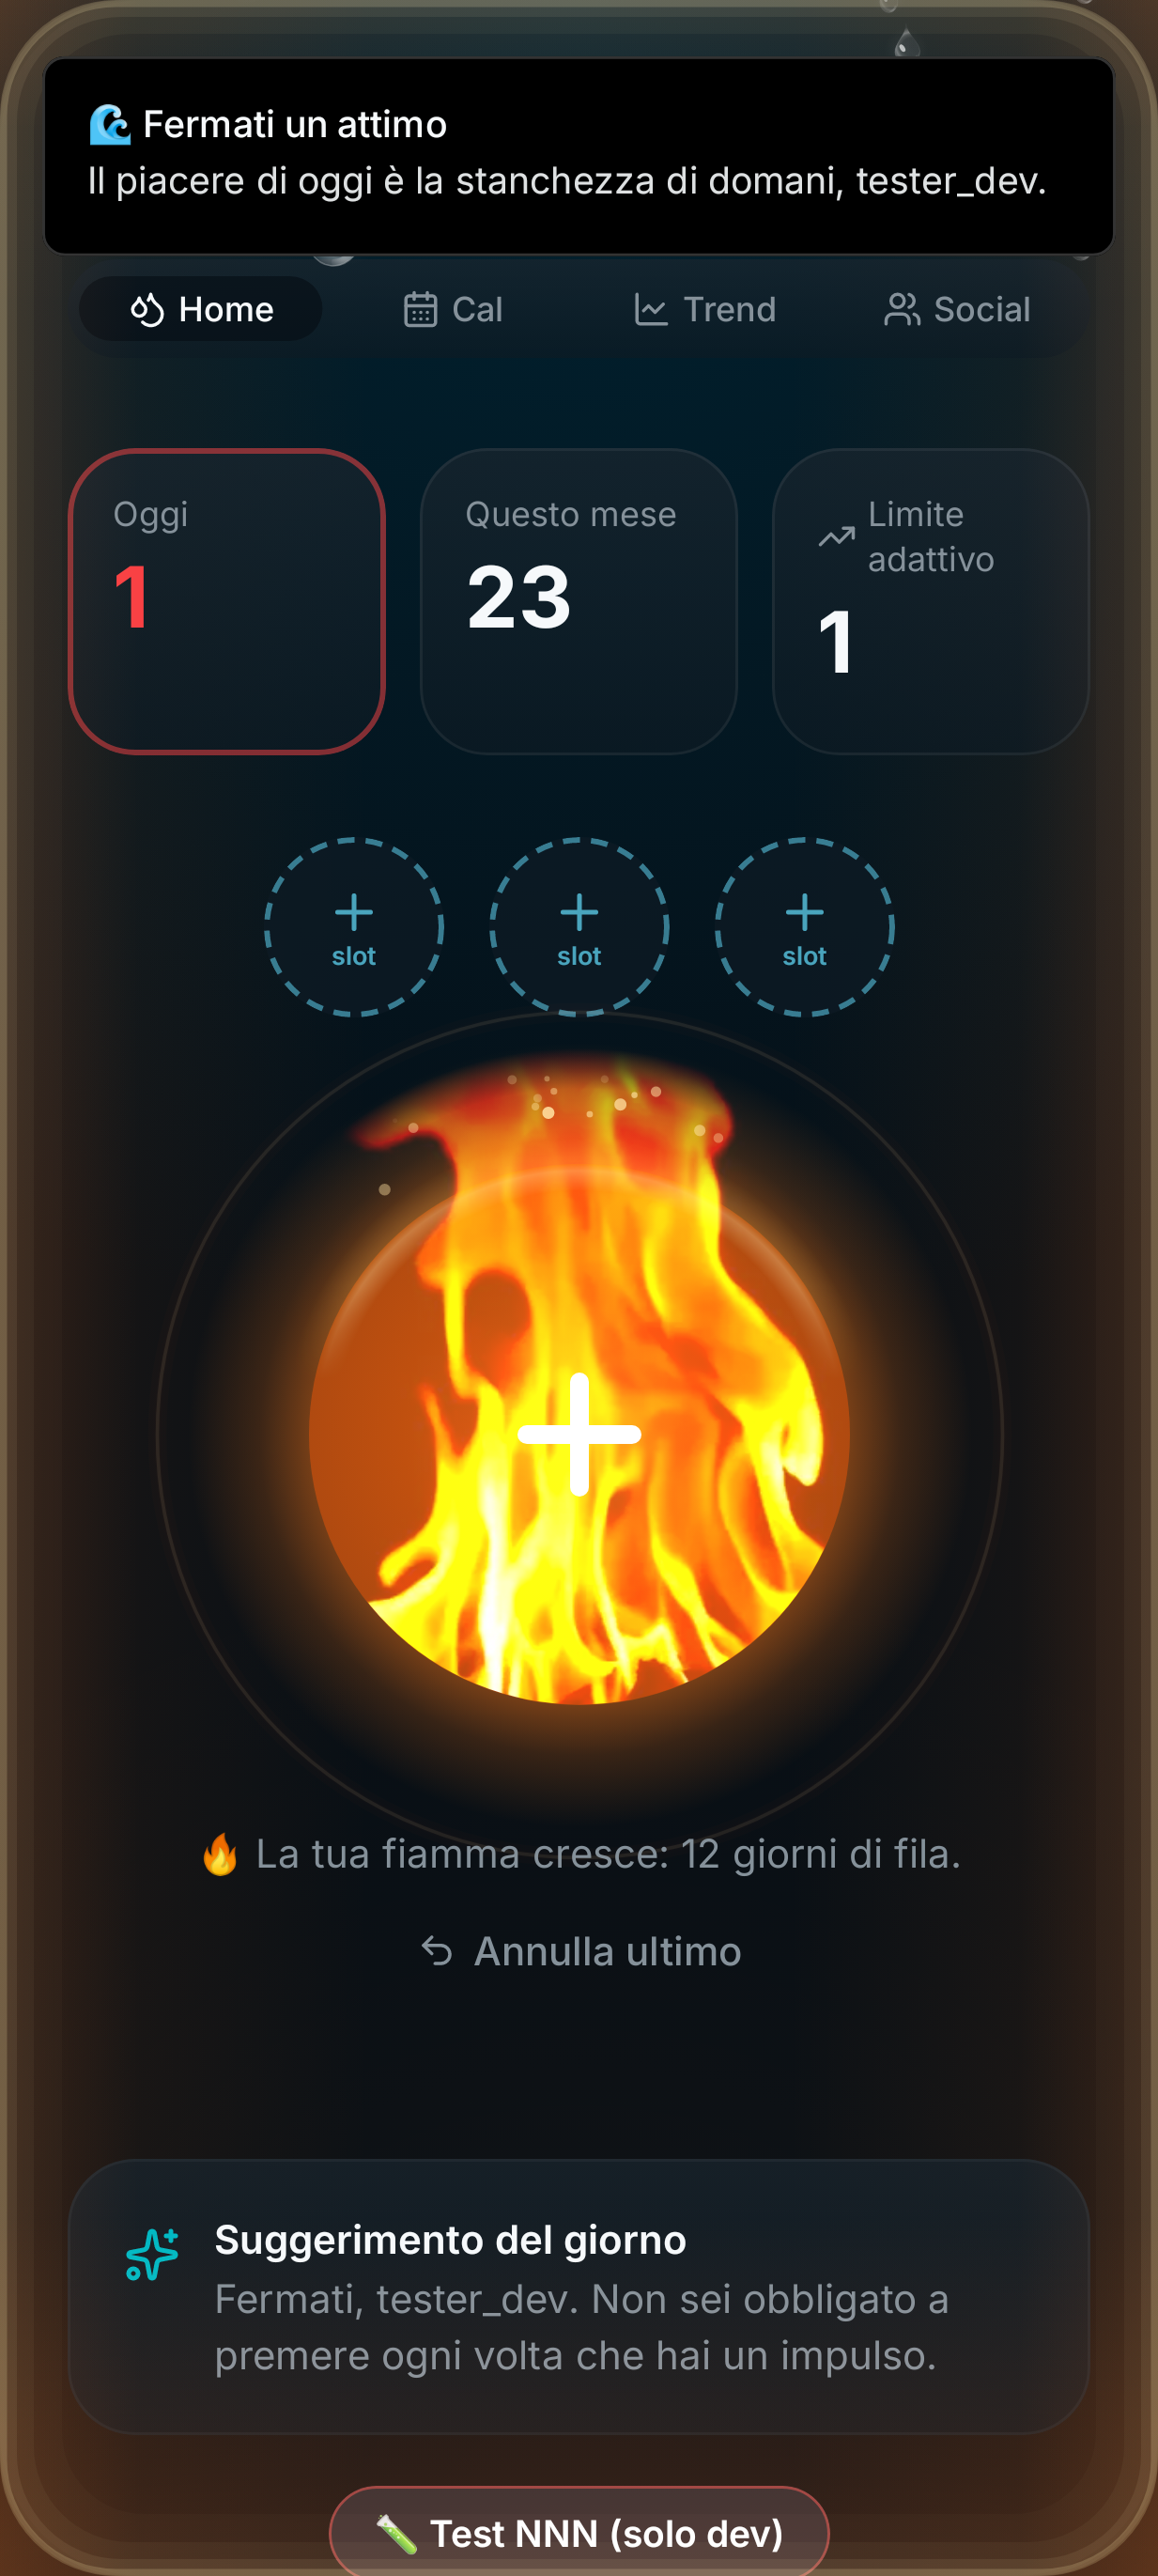 🌊 Fermati un attimo
Il piacere di oggi è la stanchezza di domani, tester_dev.
Home
Cal
Trend
Social
Oggi
1
Questo mese
23
Limite
adattivo
1
slot
slot
slot
🔥 La tua fiamma cresce: 12 giorni di fila.
Annulla ultimo
Suggerimento del giorno
Fermati, tester_dev. Non sei obbligato a
premere ogni volta che hai un impulso.
🧪 Test NNN (solo dev)